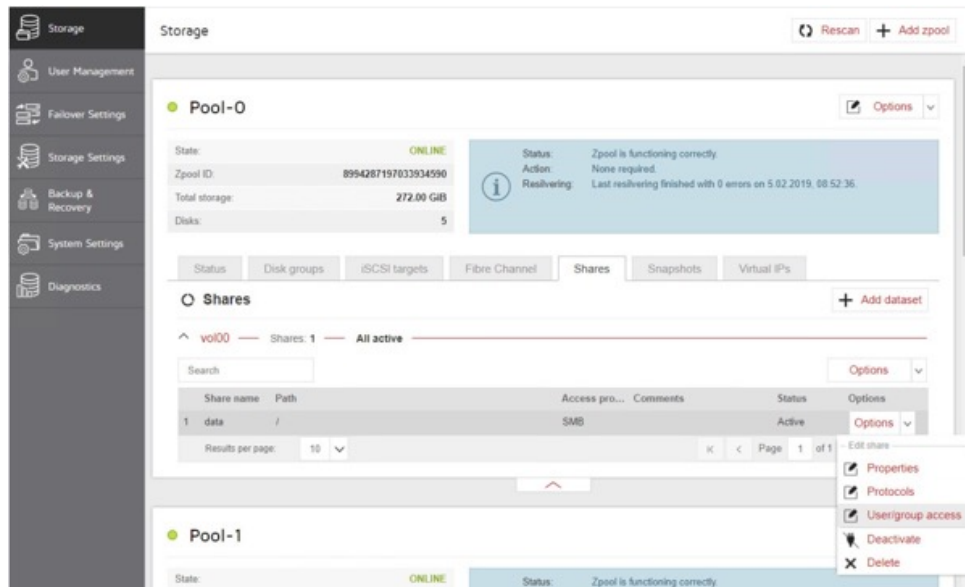 Storage
User Management
Failover Settings
Storage Settings
Backup &
Recovery
System Settings
Diagnostics
Storage
Rescan
Add zpool
Pool-0
Options
State: ONLINE
Zpool ID: 8994287197033934590
Total storage: 272.00 GiB
Disks: 5
Status: Zpool is functioning correctly.
Action: None required.
Resilvering: Last resilvering finished with 0 errors on 5.02.2019, 08:52:36.
Status Disk groups iSCSI targets Fibre Channel Shares Snapshots Virtual IPs
Shares
Add dataset
vol00 Shares: 1 All active
Search
Options
Share name Path Access pro... Comments Status Options
1 data / SMB Active Options
Results per page: 10 Page 1 of 1
Edit share
Properties
Protocols
User/group access
Deactivate
Delete
Pool-1
State: ONLINE
Status: Zpool is functioning correctly.